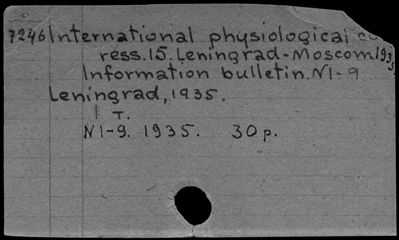 7246 International physiological co
ress. 15. Leningrad-Moscow. 193
Information bulletin. N1-9
Leningrad, 1935.
1 T.
N1-9. 1935. 30 p.